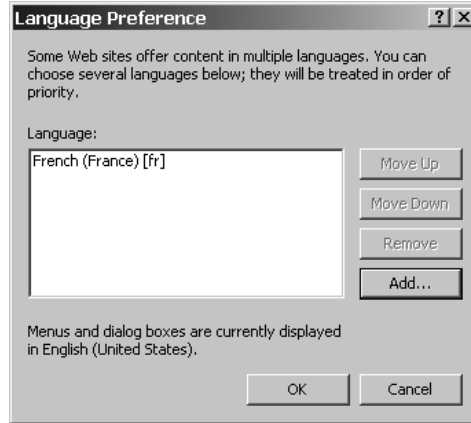 Language Preference
Some Web sites offer content in multiple languages. You can
choose several languages below; they will be treated in order of
priority.
Language:
French (France) [fr]
Move Up
Move Down
Remove
Add...
Menus and dialog boxes are currently displayed
in English (United States).
OK
Cancel